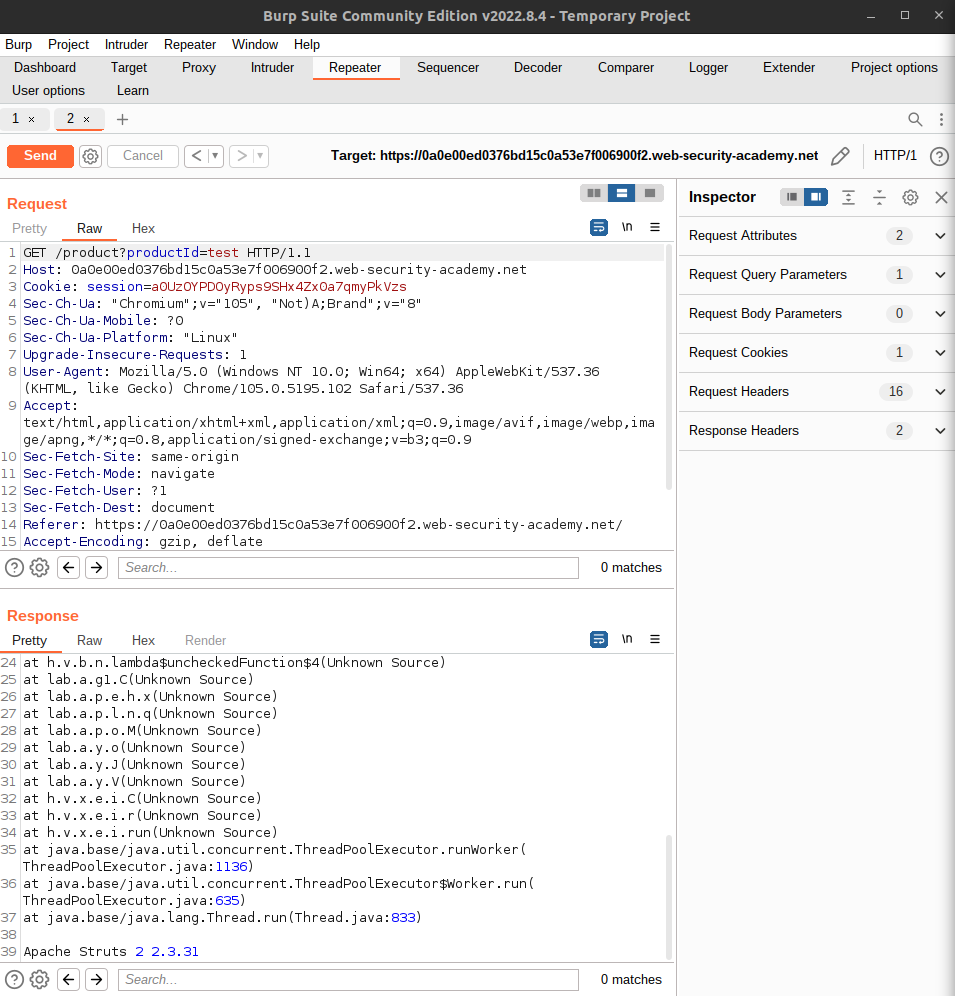 Burp Suite Community Edition v2022.8.4 - Temporary Project
Burp Project Intruder Repeater Window Help
Dashboard Target Proxy Intruder Repeater Sequencer Decoder Comparer Logger Extender Project options
User options Learn
1 × 2 × +
Send Cancel < > Target: https://0a0e00ed0376bd15c0a53e7f006900f2.web-security-academy.net HTTP/1 ?
Request
Pretty Raw Hex \n
1 GET /product?productId=test HTTP/1.1
2 Host: 0a0e00ed0376bd15c0a53e7f006900f2.web-security-academy.net
3 Cookie: session=a0UzOYPDOyRyps9SHx4Zx0a7qmyPkVzs
4 Sec-Ch-Ua: "Chromium";v="105", "Not)A;Brand";v="8"
5 Sec-Ch-Ua-Mobile: ?0
6 Sec-Ch-Ua-Platform: "Linux"
7 Upgrade-Insecure-Requests: 1
8 User-Agent: Mozilla/5.0 (Windows NT 10.0; Win64; x64) AppleWebKit/537.36
(KHTML, like Gecko) Chrome/105.0.5195.102 Safari/537.36
9 Accept:
text/html,application/xhtml+xml,application/xml;q=0.9,image/avif,image/webp,ima
ge/apng,*/*;q=0.8,application/signed-exchange;v=b3;q=0.9
10 Sec-Fetch-Site: same-origin
11 Sec-Fetch-Mode: navigate
12 Sec-Fetch-User: ?1
13 Sec-Fetch-Dest: document
14 Referer: https://0a0e00ed0376bd15c0a53e7f006900f2.web-security-academy.net/
15 Accept-Encoding: gzip, deflate
? Search... 0 matches
Response
Pretty Raw Hex Render \n
24 at h.v.b.n.lambda$uncheckedFunction$4(Unknown Source)
25 at lab.a.g1.C(Unknown Source)
26 at lab.a.p.e.h.x(Unknown Source)
27 at lab.a.p.l.n.q(Unknown Source)
28 at lab.a.p.o.M(Unknown Source)
29 at lab.a.y.o(Unknown Source)
30 at lab.a.y.J(Unknown Source)
31 at lab.a.y.V(Unknown Source)
32 at h.v.x.e.i.C(Unknown Source)
33 at h.v.x.e.i.r(Unknown Source)
34 at h.v.x.e.i.run(Unknown Source)
35 at java.base/java.util.concurrent.ThreadPoolExecutor.runWorker(
ThreadPoolExecutor.java:1136)
36 at java.base/java.util.concurrent.ThreadPoolExecutor$Worker.run(
ThreadPoolExecutor.java:635)
37 at java.base/java.lang.Thread.run(Thread.java:833)
38
39 Apache Struts 2 2.3.31
? Search... 0 matches
Inspector
Request Attributes 2
Request Query Parameters 1
Request Body Parameters 0
Request Cookies 1
Request Headers 16
Response Headers 2